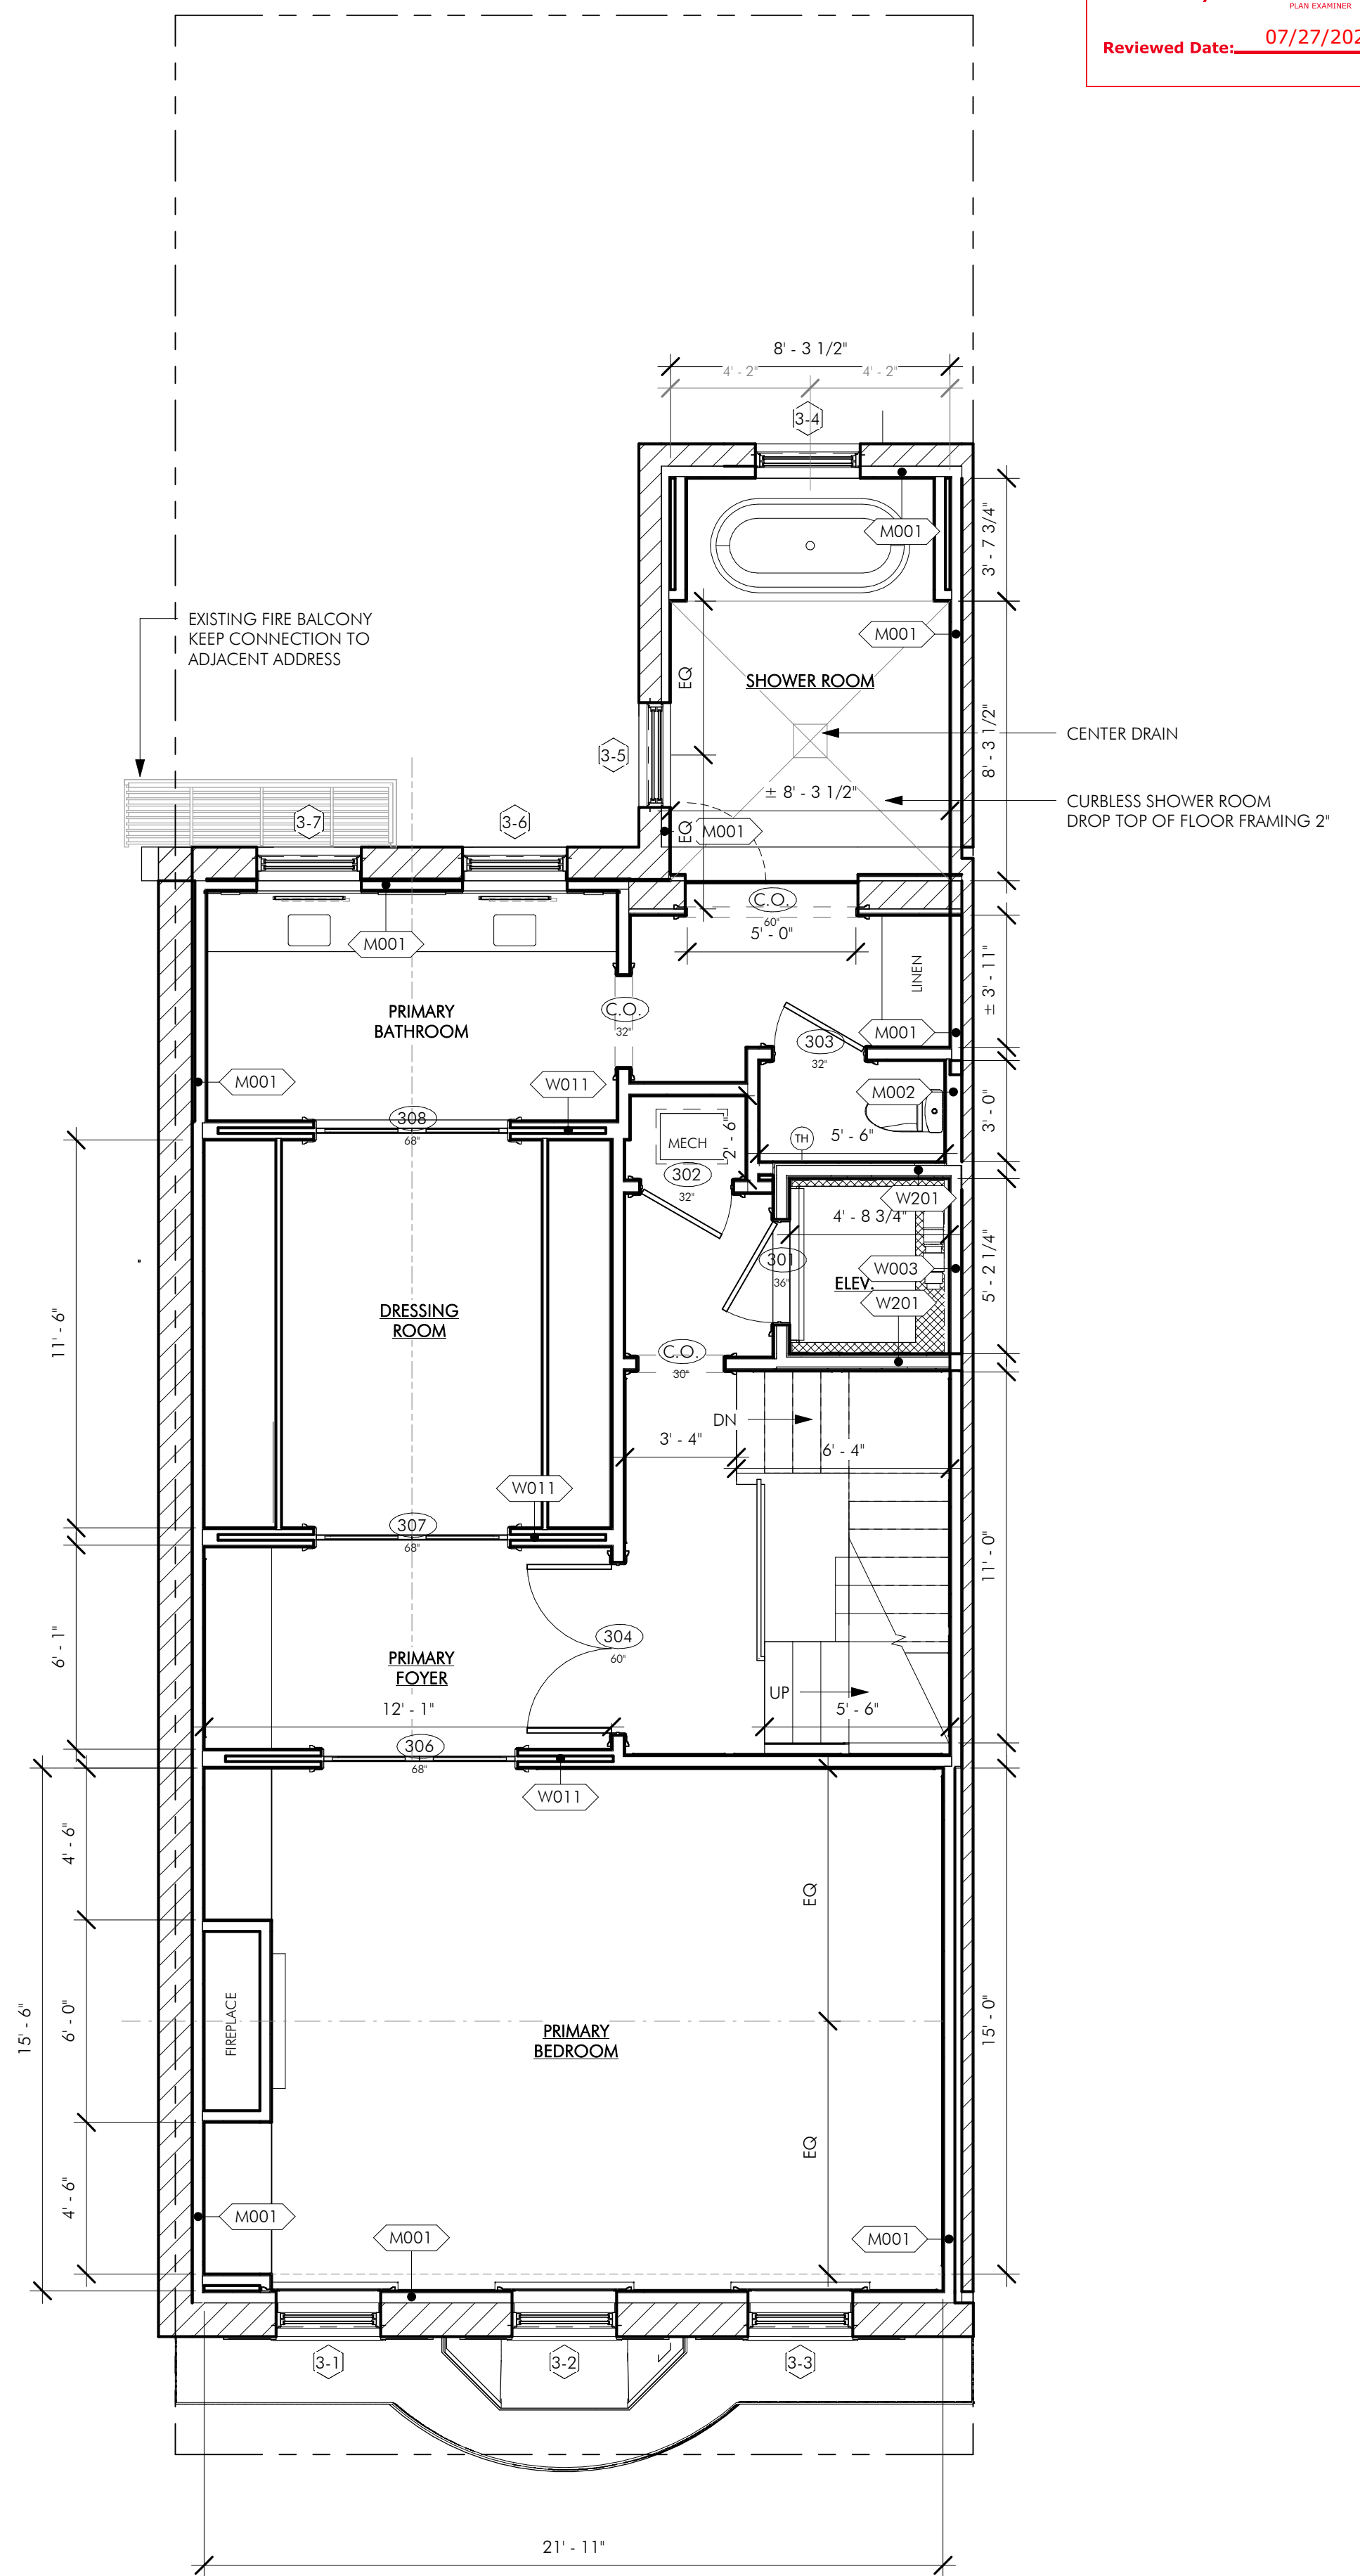 PLAN EXAMINER
Reviewed Date:
8' - 3 1/2"
4' - 2"
4' - 2"
3-4
M001
3' - 7 3/4"
EXISTING FIRE BALCONY
KEEP CONNECTION TO
ADJACENT ADDRESS
M001
EQ
SHOWER ROOM
8' - 3 1/2"
CENTER DRAIN
3-5
± 8' - 3 1/2"
CURBLESS SHOWER ROOM
DROP TOP OF FLOOR FRAMING 2"
3-7
3-6
EQ
M001
C.O.
60"
5' - 0"
M001
LINEN
± 3' - 11"
PRIMARY
BATHROOM
C.O.
32"
M001
303
32"
M001
W011
M002
3' - 0"
308
68"
MECH
2' - 6"
TH
5' - 6"
302
32"
W201
4' - 8 3/4"
301
36"
W003
ELEV.
W201
5' - 2 1/4"
11' - 6"
DRESSING
ROOM
C.O.
30"
DN
3' - 4"
6' - 4"
W011
307
68"
11' - 0"
304
60"
6' - 1"
PRIMARY
FOYER
UP
12' - 1"
5' - 6"
306
68"
W011
4' - 6"
EQ
15' - 6"
6' - 0"
FIREPLACE
PRIMARY
BEDROOM
15' - 0"
EQ
4' - 6"
M001
M001
M001
3-1
3-2
3-3
21' - 11"